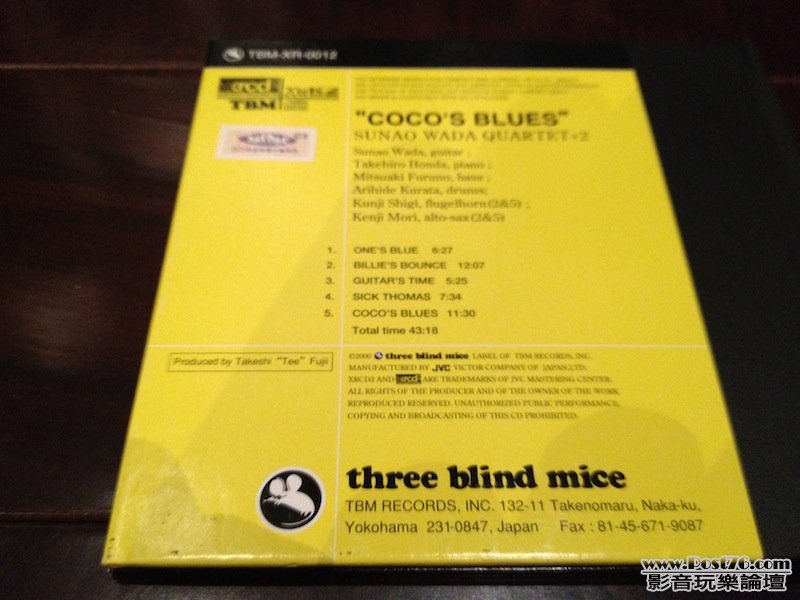 TBM-XR-0012
xrcd2
TBM
"COCO'S BLUES"
SUNAO WADA QUARTET+2
Sunao Wada, guitar ;
Takehiro Honda, piano ;
Mitsuaki Furuno, bass ;
Arihide Kurata, drums;
Kunji Shigi, flugelhorn(2&5) ;
Kenji Mori, alto-sax(2&5)
1. ONE'S BLUE 6:27
2. BILLIE'S BOUNCE 12:07
3. GUITAR'S TIME 5:25
4. SICK THOMAS 7:34
5. COCO'S BLUES 11:30
Total time 43:18
Produced by Takeshi "Tee" Fujii
©2000 three blind mice LABEL OF TBM RECORDS, INC.
MANUFACTURED BY JVC VICTOR COMPANY OF JAPAN,LTD.
XRCD2 AND xrcd2 ARE TRADEMARKS OF JVC MASTERING CENTER.
ALL RIGHTS OF THE PRODUCER AND OF THE OWNER OF THE WORK
REPRODUCED RESERVED. UNAUTHORIZED PUBLIC PERFORMANCE,
COPYING AND BROADCASTING OF THIS CD PROHIBITED.
three blind mice
TBM RECORDS, INC. 132-11 Takenomaru, Naka-ku,
Yokohama 231-0847, Japan Fax : 81-45-671-9087
www.Post76.com
影音玩樂論壇